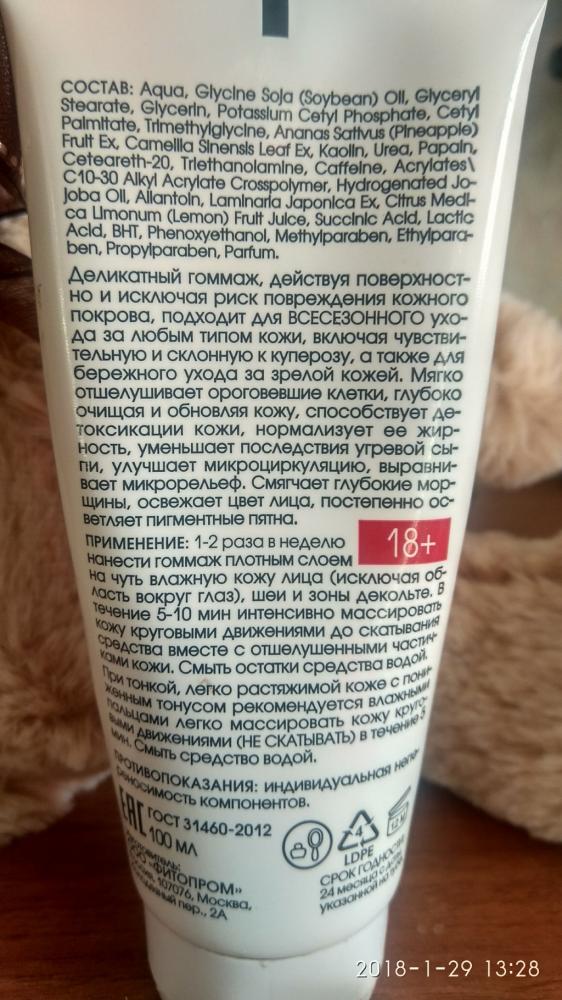 СОСТАВ: Aqua, Glycine Soja (Soybean) Oil, Glyceryl
Stearate, Glycerin, Potassium Cetyl Phosphate, Cetyl
Palmitate, Trimethylglycine, Ananas Sativus (Pineapple)
Fruit Ex, Camellia Sinensis Leaf Ex, Kaolin, Urea, Papain,
Ceteareth-20, Triethanolamine, Caffeine, Acrylates\
C10-30 Alkyl Acrylate Crosspolymer, Hydrogenated Jo-
joba Oil, Allantoin, Laminaria Japonica Ex, Citrus Medi-
ca Limonum (Lemon) Fruit Juice, Succinic Acid, Lactic
Acid, BHT, Phenoxyethanol, Methylparaben, Ethylpara-
ben, Propylparaben, Parfum.
Деликатный гоммаж, действуя поверхност-
но и исключая риск повреждения кожного
покрова, подходит для ВСЕСЕЗОННОГО ухо-
да за любым типом кожи, включая чувстви-
тельную и склонную к куперозу, а также для
бережного ухода за зрелой кожей. Мягко
отшелушивает ороговевшие клетки, глубоко
очищая и обновляя кожу, способствует де-
токсикации кожи, нормализует ее жир-
ность, уменьшает последствия угревой сы-
пи, улучшает микроциркуляцию, выравни-
вает микрорельеф. Смягчает глубокие мор-
щины, освежает цвет лица, постепенно ос-
ветляет пигментные пятна.
ПРИМЕНЕНИЕ: 1-2 раза в неделю
нанести гоммаж плотным слоем
18+
на чуть влажную кожу лица (исключая об-
ласть вокруг глаз), шеи и зоны декольте. В
течение 5-10 мин интенсивно массировать
кожу круговыми движениями до скатывания
средства вместе с отшелушенными частич-
ками кожи. Смыть остатки средства водой.
При тонкой, легко растяжимой коже с пони-
женным тонусом рекомендуется влажными
пальцами легко массировать кожу круго-
выми движениями (НЕ СКАТЫВАТЬ) в течение 5
мин. Смыть средство водой.
ПРОТИВОПОКАЗАНИЯ: индивидуальная непе-
реносимость компонентов.
EAC ГОСТ 31460-2012
100 МЛ
4
LDPE
12 M
СРОК ГОДНОСТИ
24 месяца с
указанной на
«ФИТОПРОМ»
107076, Москва,
пер., 2А
2018-1-29 13:28